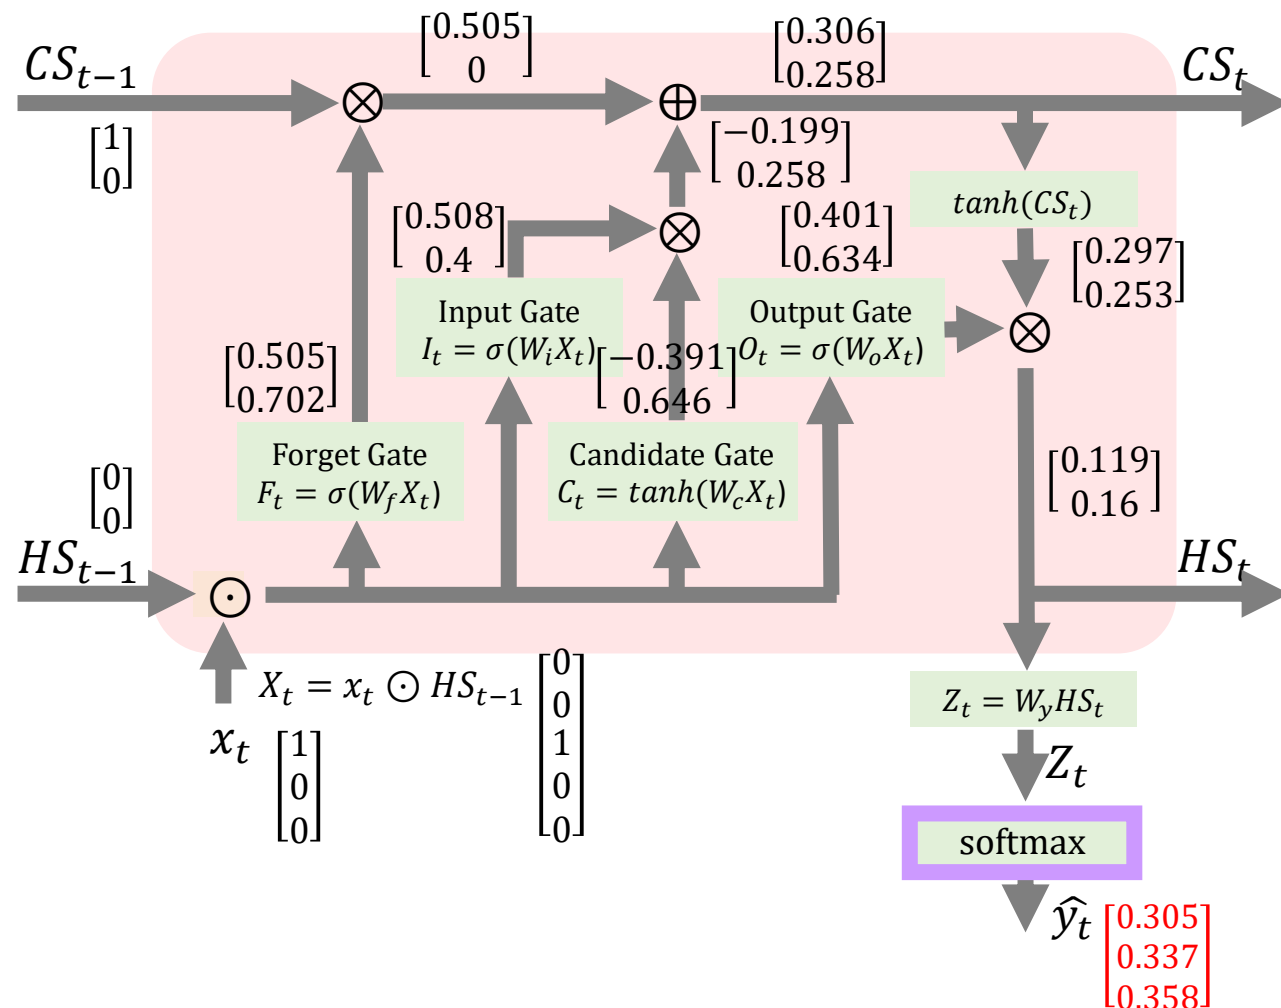 CS_{t−1}
[1
0]
[0.505
0]
[0.306
0.258]
CS_t
[−0.199
0.258]
tanh(CS_t)
[0.508
0.4]
[0.401
0.634]
[0.297
0.253]
Input Gate
I_t = σ(W_i X_t)
Output Gate
O_t = σ(W_o X_t)
[0.505
0.702]
[−0.391
0.646]
Forget Gate
F_t = σ(W_f X_t)
Candidate Gate
C_t = tanh(W_c X_t)
[0.119
0.16]
[0
0]
HS_{t−1}
HS_t
X_t = x_t ⊙ HS_{t−1}
[0
0
1
0
0]
x_t
[1
0
0]
Z_t = W_y HS_t
Z_t
softmax
ŷ_t
[0.305
0.337
0.358]